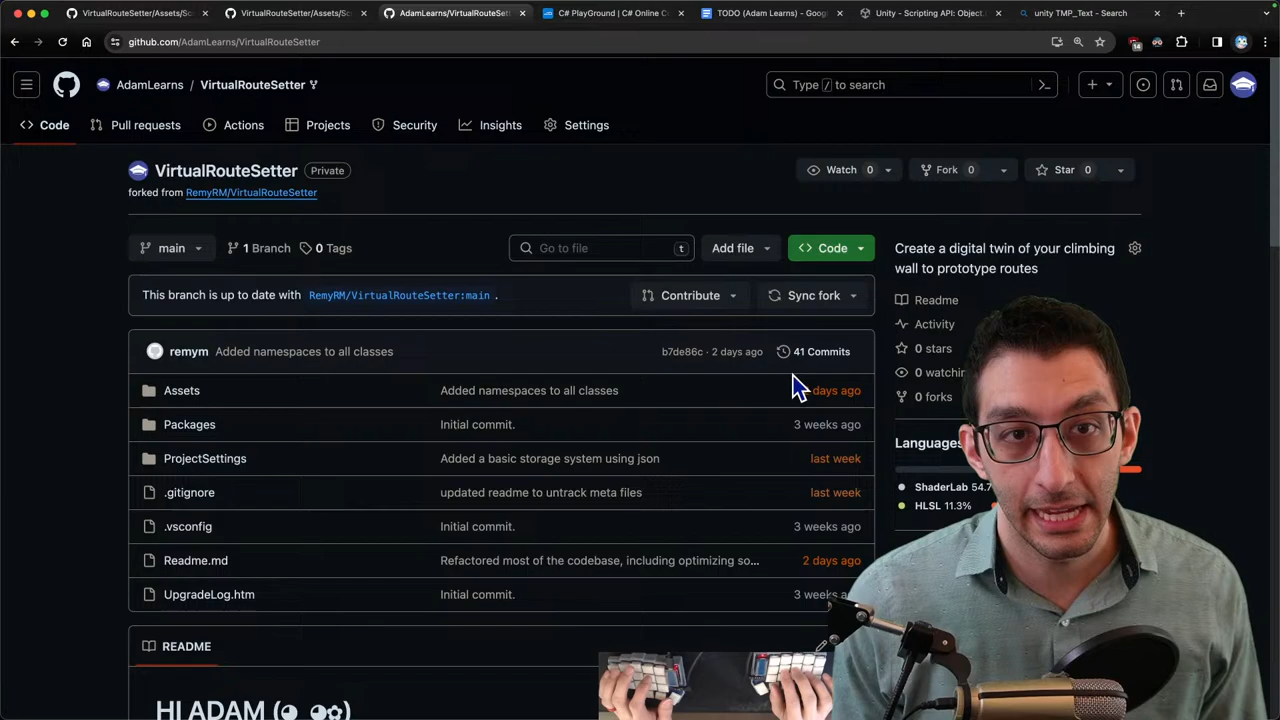 VirtualRouteSetter/Assets/Sc
VirtualRouteSetter/Assets/Sc
AdamLearns/VirtualRouteSett
C# PlayGround | C# Online C
TODO (Adam Learns) - Goog
Unity - Scripting API: Object
unity TMP_Text - Search
github.com/AdamLearns/VirtualRouteSetter
14
AdamLearns / VirtualRouteSetter
Type / to search
Code
Pull requests
Actions
Projects
Security
Insights
Settings
VirtualRouteSetter Private
forked from RemyRM/VirtualRouteSetter
Watch 0
Fork 0
Star 0
main
1 Branch
0 Tags
Go to file t
Add file
Code
This branch is up to date with RemyRM/VirtualRouteSetter:main .
Contribute
Sync fork
remym Added namespaces to all classes b7de86c · 2 days ago 41 Commits
Assets Added namespaces to all classes days ago
Packages Initial commit. 3 weeks ago
ProjectSettings Added a basic storage system using json last week
.gitignore updated readme to untrack meta files last week
.vsconfig Initial commit. 3 weeks ago
Readme.md Refactored most of the codebase, including optimizing so... 2 days ago
UpgradeLog.htm Initial commit. 3 weeks
README
HI ADAM
Create a digital twin of your climbing
wall to prototype routes
Readme
Activity
0 stars
0 watching
0 forks
Languages
ShaderLab 54.7
HLSL 11.3%